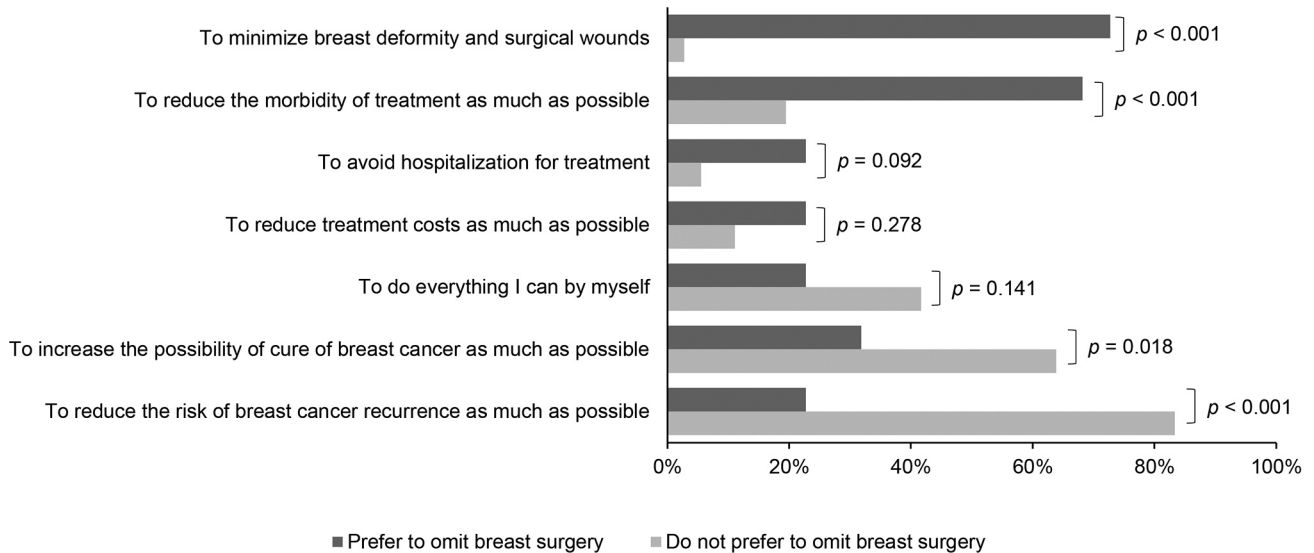 To minimize breast deformity and surgical wounds
p < 0.001
To reduce the morbidity of treatment as much as possible
p < 0.001
To avoid hospitalization for treatment
p = 0.092
To reduce treatment costs as much as possible
p = 0.278
To do everything I can by myself
p = 0.141
To increase the possibility of cure of breast cancer as much as possible
p = 0.018
To reduce the risk of breast cancer recurrence as much as possible
p < 0.001
0% 20% 40% 60% 80% 100%
Prefer to omit breast surgery Do not prefer to omit breast surgery